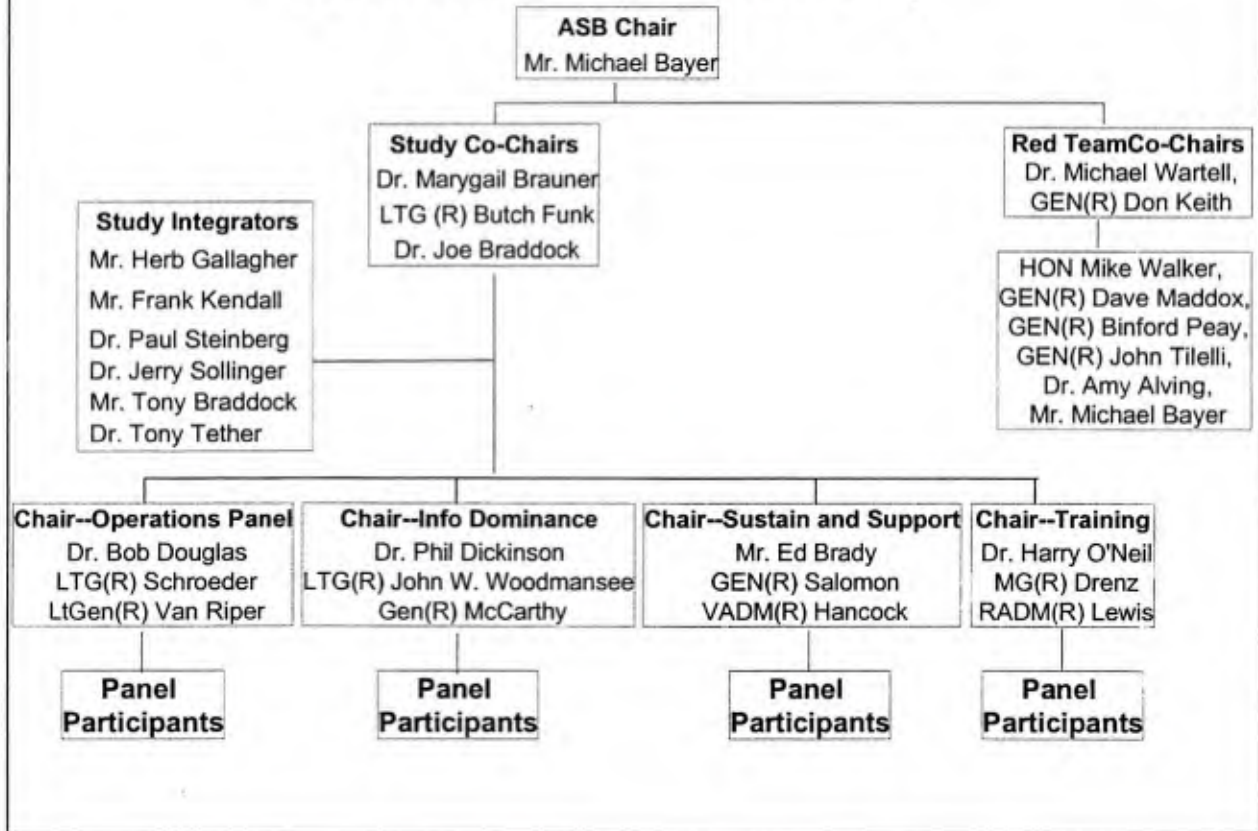 ASB Chair
Mr. Michael Bayer
Study Co-Chairs
Dr. Marygail Brauner
LTG (R) Butch Funk
Dr. Joe Braddock
Red TeamCo-Chairs
Dr. Michael Wartell,
GEN(R) Don Keith
Study Integrators
Mr. Herb Gallagher
Mr. Frank Kendall
Dr. Paul Steinberg
Dr. Jerry Sollinger
Mr. Tony Braddock
Dr. Tony Tether
HON Mike Walker,
GEN(R) Dave Maddox,
GEN(R) Binford Peay,
GEN(R) John Tilelli,
Dr. Amy Alving,
Mr. Michael Bayer
Chair--Operations Panel
Dr. Bob Douglas
LTG(R) Schroeder
LtGen(R) Van Riper
Chair--Info Dominance
Dr. Phil Dickinson
LTG(R) John W. Woodmansee
Gen(R) McCarthy
Chair--Sustain and Support
Mr. Ed Brady
GEN(R) Salomon
VADM(R) Hancock
Chair--Training
Dr. Harry O'Neil
MG(R) Drenz
RADM(R) Lewis
Panel
Participants
Panel
Participants
Panel
Participants
Panel
Participants